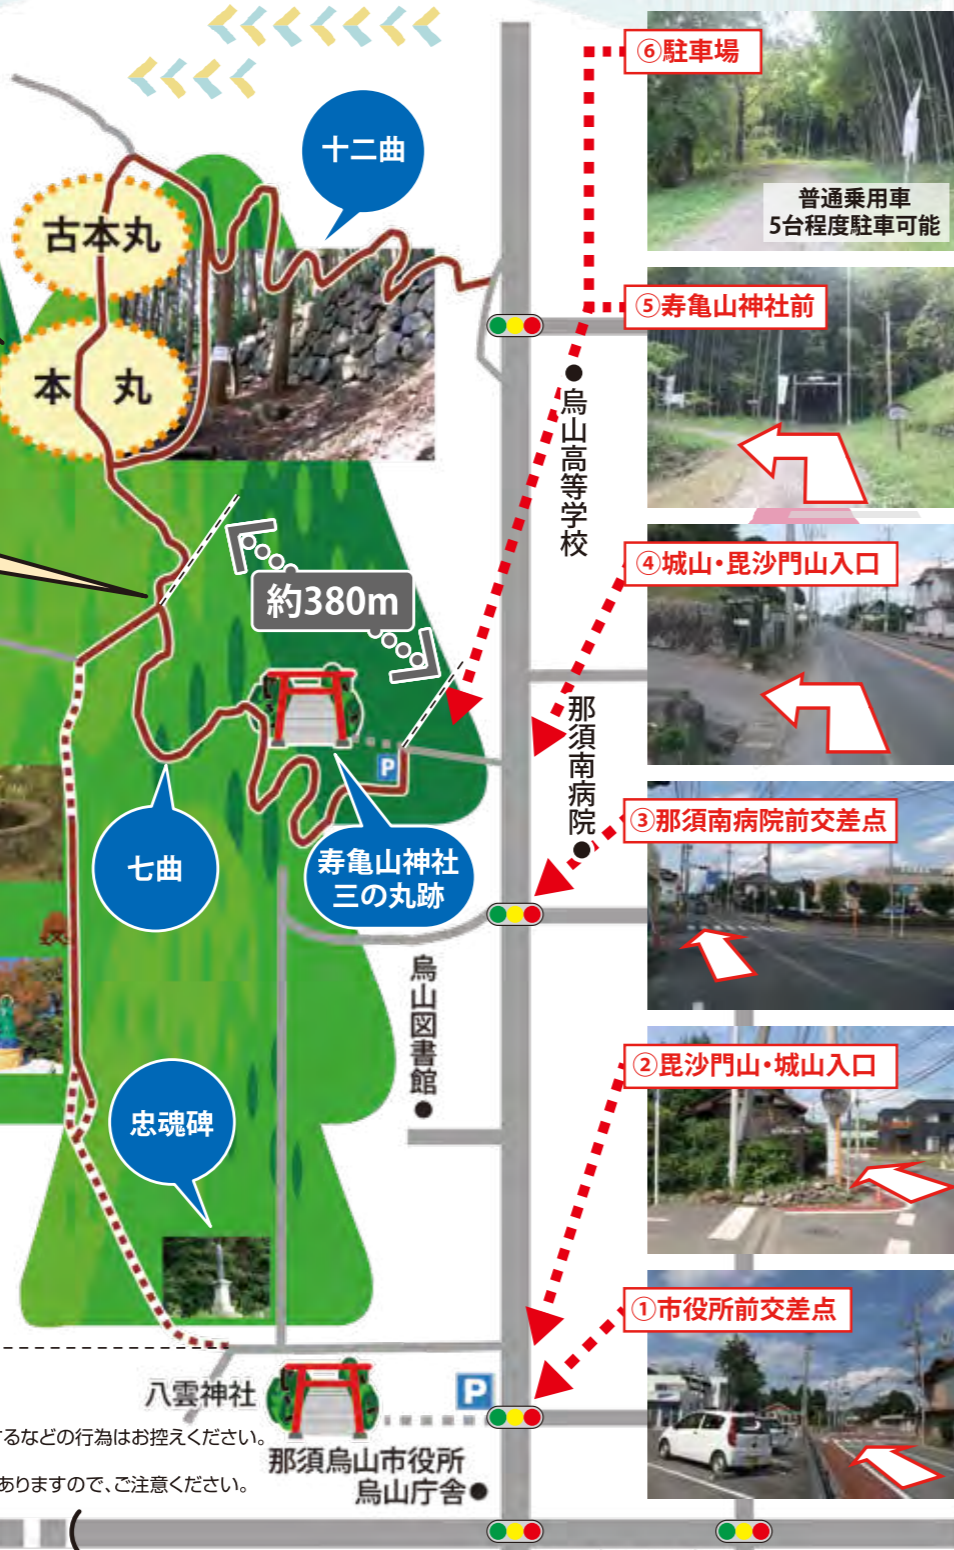 ⑥駐車場
普通乗用車
5台程度駐車可能
十二曲
古本丸
⑤寿亀山神社前
本丸
烏山高等学校
④城山・毘沙門山入口
約380m
那須南病院
P
③那須南病院前交差点
七曲
寿亀山神社
三の丸跡
烏山図書館
②毘沙門山・城山入口
忠魂碑
①市役所前交差点
八雲神社
P
するなどの行為はお控えください。
那須烏山市役所
烏山庁舎
ありますので、ご注意ください。